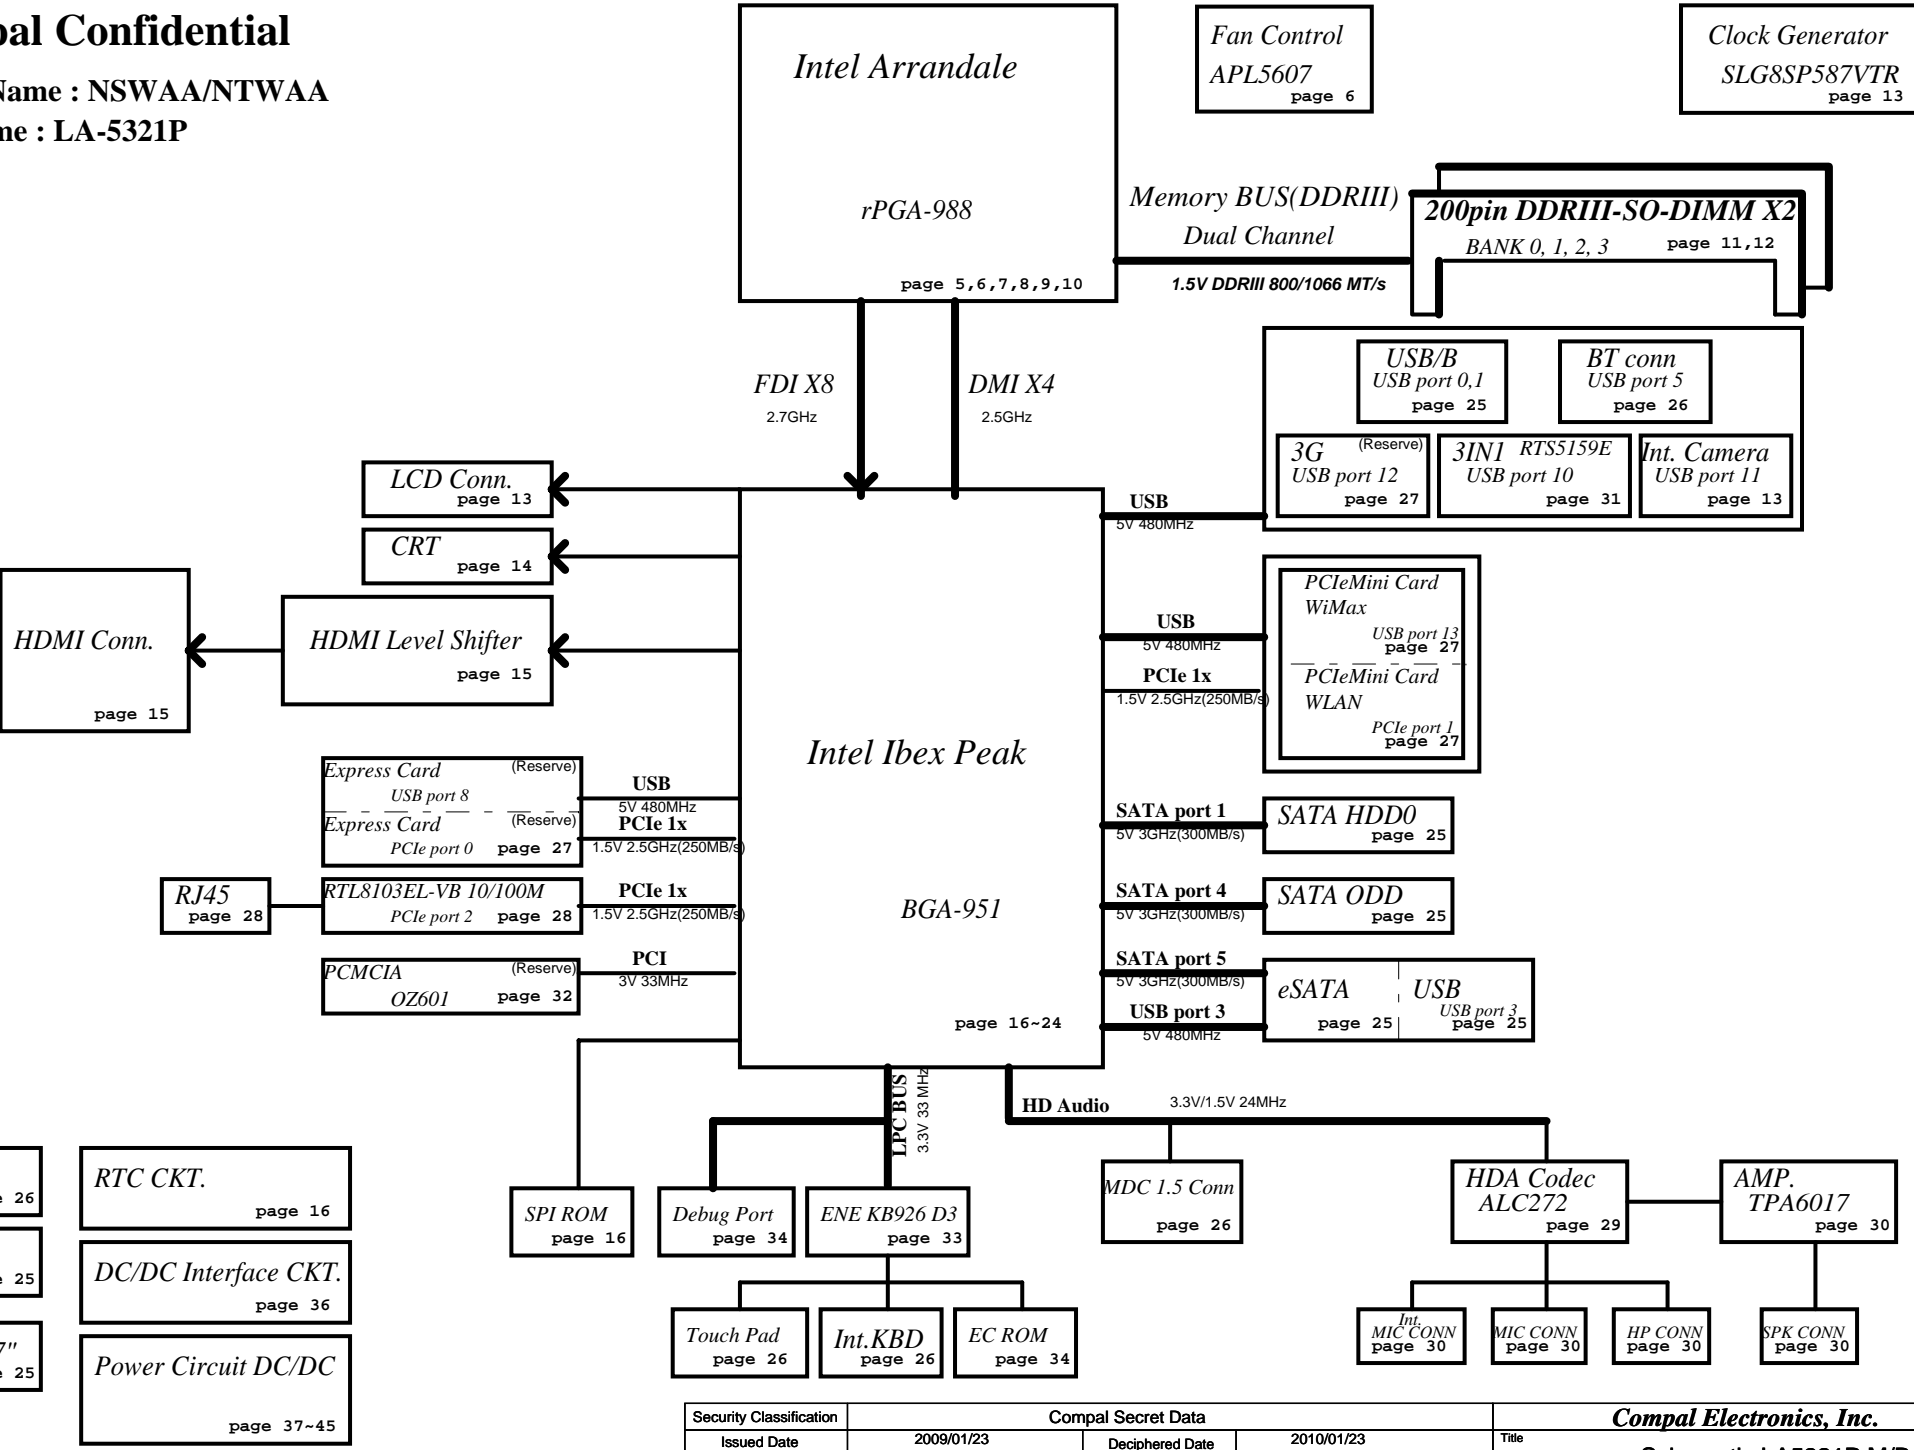 Confidential
NSWAA/NTWAA
: LA-5321P
Intel Arrandale
rPGA-988
page 5,6,7,8,9,10
Fan Control
APL5607
page 6
Clock Generator
SLG8SP587VTR
page 13
Memory BUS(DDRIII)
Dual Channel
1.5V DDRIII 800/1066 MT/s
200pin DDRIII-SO-DIMM X2
BANK 0, 1, 2, 3 page 11,12
FDI X8
2.7GHz
DMI X4
2.5GHz
USB/B
USB port 0,1
page 25
BT conn
USB port 5
page 26
3G (Reserve)
USB port 12
page 27
3IN1 RTS5159E
USB port 10
page 31
Int. Camera
USB port 11
page 13
USB
5V 480MHz
LCD Conn.
page 13
CRT
page 14
HDMI Conn.
page 15
HDMI Level Shifter
page 15
Intel Ibex Peak
BGA-951
page 16~24
USB
5V 480MHz
PCIe 1x
1.5V 2.5GHz(250MB/s)
PCIeMini Card
WiMax
USB port 13
page 27
PCIeMini Card
WLAN
PCIe port 1
page 27
Express Card (Reserve)
USB port 8
Express Card (Reserve)
PCIe port 0 page 27
USB
5V 480MHz
PCIe 1x
1.5V 2.5GHz(250MB/s)
SATA port 1
5V 3GHz(300MB/s)
SATA HDD0
page 25
RJ45
page 28
RTL8103EL-VB 10/100M
PCIe port 2 page 28
PCIe 1x
1.5V 2.5GHz(250MB/s)
SATA port 4
5V 3GHz(300MB/s)
SATA ODD
page 25
PCMCIA (Reserve)
OZ601 page 32
PCI
3V 33MHz
SATA port 5
5V 3GHz(300MB/s)
USB port 3
5V 480MHz
eSATA
page 25
USB
USB port 3
page 25
LPC BUS
3.3V 33 MHz
HD Audio 3.3V/1.5V 24MHz
26
25
25
RTC CKT.
page 16
DC/DC Interface CKT.
page 36
Power Circuit DC/DC
page 37~45
SPI ROM
page 16
Debug Port
page 34
ENE KB926 D3
page 33
MDC 1.5 Conn
page 26
HDA Codec
ALC272
page 29
AMP.
TPA6017
page 30
Touch Pad
page 26
Int.KBD
page 26
EC ROM
page 34
Int.
MIC CONN
page 30
MIC CONN
page 30
HP CONN
page 30
SPK CONN
page 30
Security Classification
Compal Secret Data
Compal Electronics, Inc.
Issued Date 2009/01/23 Deciphered Date 2010/01/23
Title